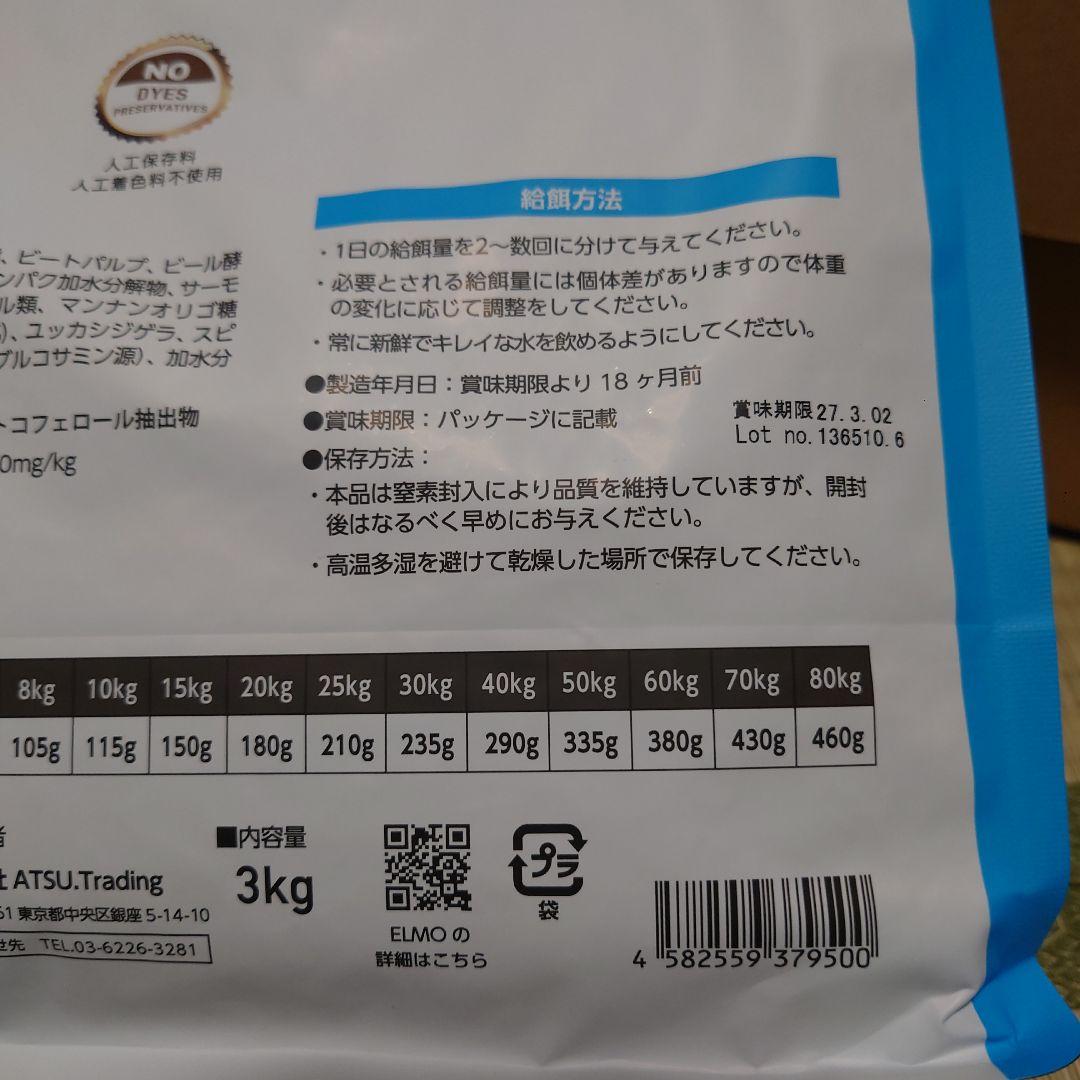 NO
DYES
PRESERVATIVES
人工保存料
人工着色料不使用
、ビートパルプ、ビール酵
ンパク加水分解物、サーモ
ル類、マンナンオリゴ糖
)、ユッカシジゲラ、スピ
グルコサミン源)、加水分
トコフェロール抽出物
0mg/kg
給餌方法
・1日の給餌量を2〜数回に分けて与えてください。
・必要とされる給餌量には個体差がありますので体重
の変化に応じて調整をしてください。
・常に新鮮でキレイな水を飲めるようにしてください。
●製造年月日：賞味期限より 18 ヶ月前
●賞味期限：パッケージに記載
賞味期限27.3.02
Lot no.136510.6
●保存方法：
・本品は窒素封入により品質を維持していますが、開封
後はなるべく早めにお与えください。
・高温多湿を避けて乾燥した場所で保存してください。
8kg 10kg 15kg 20kg 25kg 30kg 40kg 50kg 60kg 70kg 80kg
105g 115g 150g 180g 210g 235g 290g 335g 380g 430g 460g
者
社 ATSU.Trading
61 東京都中央区銀座 5-14-10
せ先 TEL.03-6226-3281
■内容量
3kg
ELMO の
詳細はこちら
プラ
袋
4 582559 379500